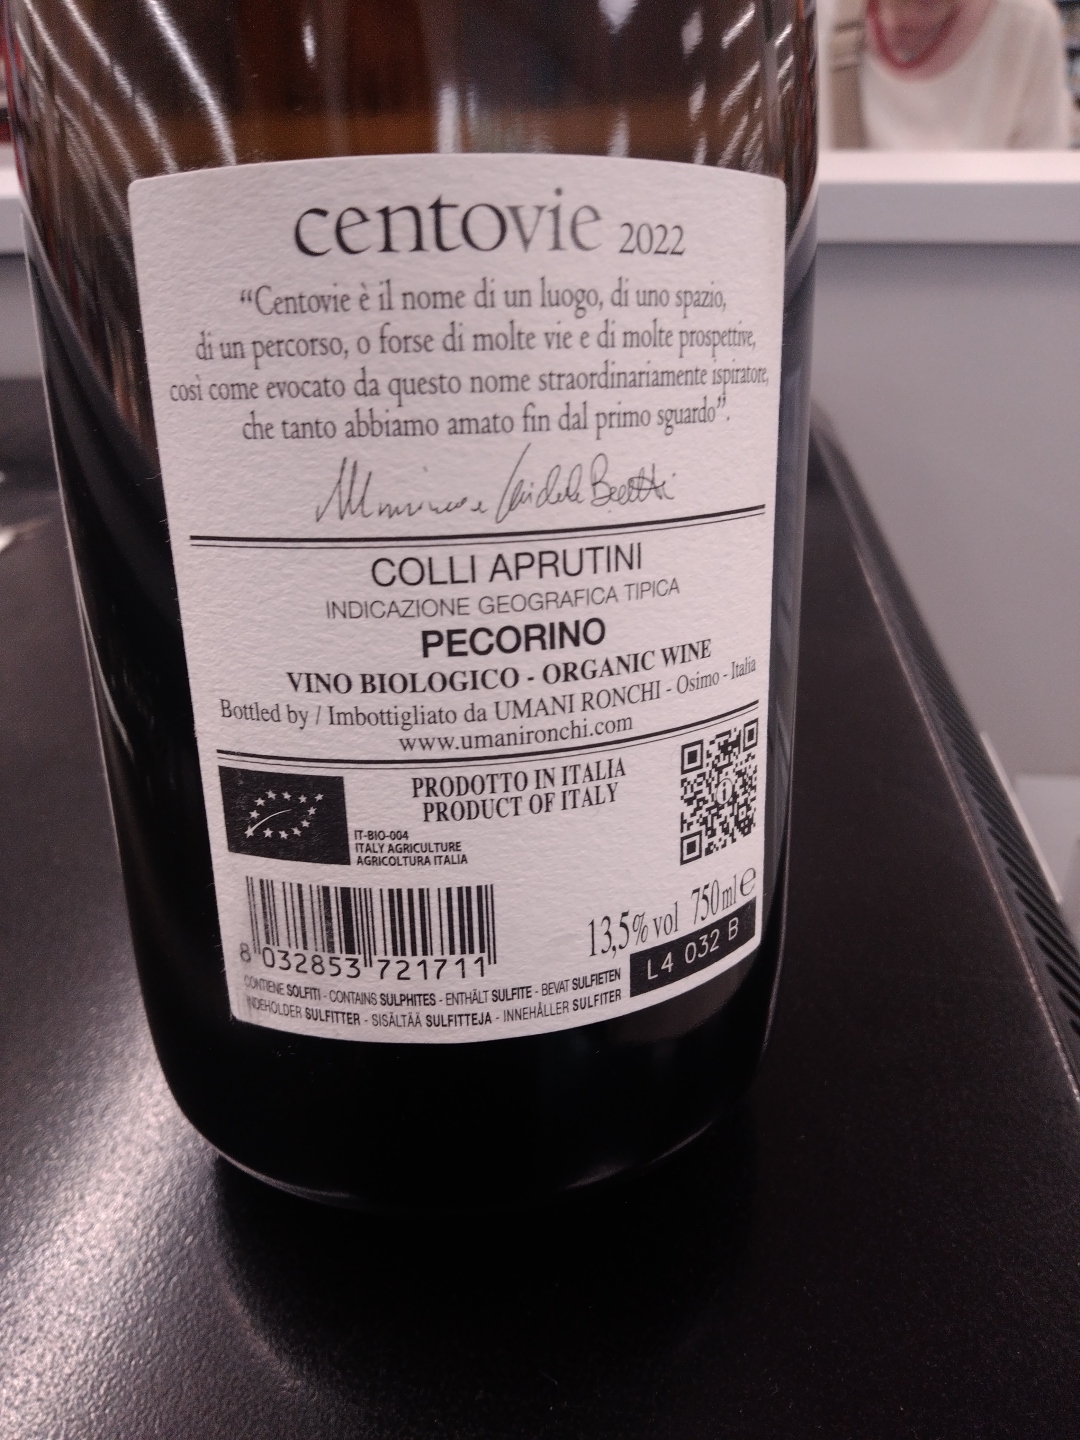 centovie 2022
“Centovie è il nome di un luogo, di uno spazio,
di un percorso, o forse di molte vie e di molte prospettive,
così come evocato da questo nome straordinariamente ispiratore,
che tanto abbiamo amato fin dal primo sguardo”.
COLLI APRUTINI
INDICAZIONE GEOGRAFICA TIPICA
PECORINO
VINO BIOLOGICO - ORGANIC WINE
Bottled by / Imbottigliato da UMANI RONCHI - Osimo - Italia
www.umanironchi.com
PRODOTTO IN ITALIA
PRODUCT OF ITALY
IT-BIO-004
ITALY AGRICULTURE
AGRICOLTURA ITALIA
13,5% vol 750 ml e
L4 032 B
8 032853 721711
CONTIENE SOLFITI - CONTAINS SULPHITES - ENTHÄLT SULFITE - BEVAT SULFIETEN
INDEHOLDER SULFITTER - SISÄLTÄÄ SULFITTEJA - INNEHÅLLER SULFITER